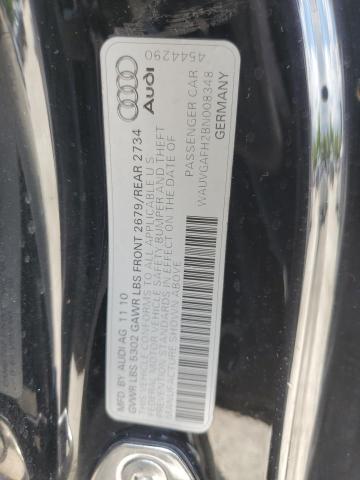 Audi
4544290
MFD BY AUDI AG 11 10
GVWR LBS 5302 GAWR LBS FRONT 2679/REAR 2734
THIS VEHICLE CONFORMS TO ALL APPLICABLE U S
FEDERAL MOTOR VEHICLE SAFETY BUMPER AND THEFT
PREVENTION STANDARDS IN EFFECT ON THE DATE OF
MANUFACTURE SHOWN ABOVE
PASSENGER CAR
WAUVGAFH2BN008348
GERMANY